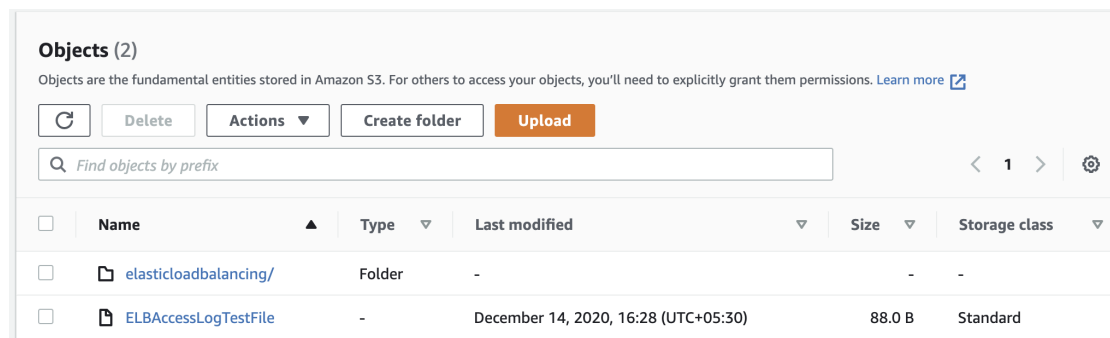 Objects (2)
Objects are the fundamental entities stored in Amazon S3. For others to access your objects, you'll need to explicitly grant them permissions. Learn more
Delete Actions Create folder Upload
Find objects by prefix 1
Name Type Last modified Size Storage class
elasticloadbalancing/ Folder - - -
ELBAccessLogTestFile - December 14, 2020, 16:28 (UTC+05:30) 88.0 B Standard